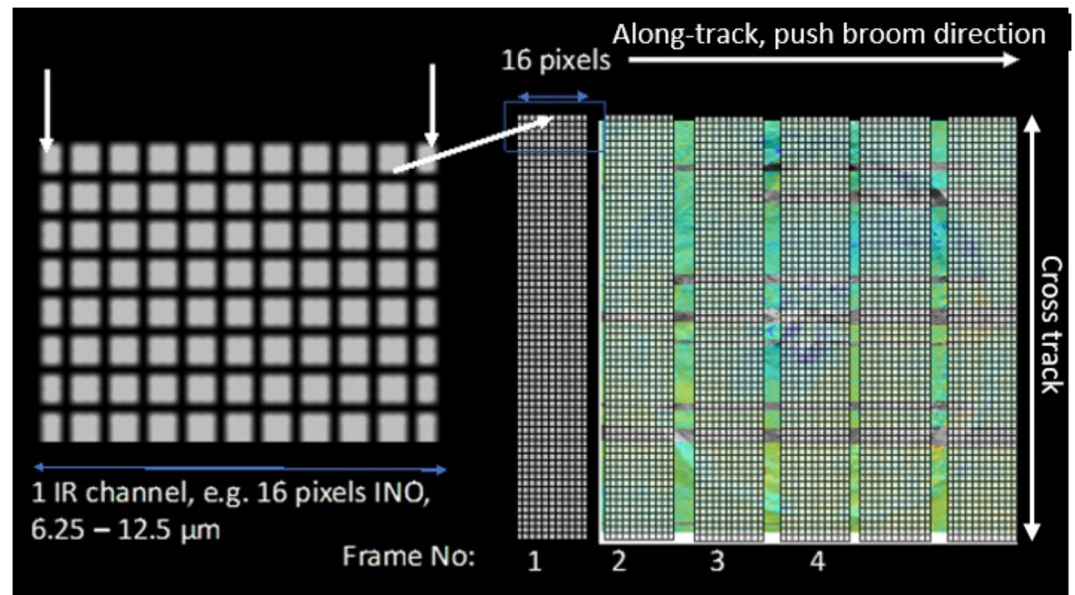 Along-track, push broom direction
16 pixels
Cross track
1 IR channel, e.g. 16 pixels INO,
6.25 – 12.5 μm
Frame No: 1 2 3 4